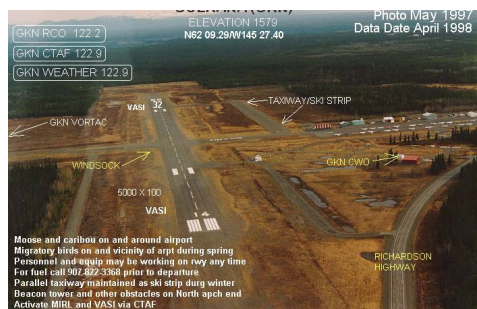 GULKANA (GKN)
ELEVATION 1579
N62 09.29/W145 27.40
Photo May 1997
Data Date April 1998
GKN RCO 122.2
GKN CTAF 122.9
GKN WEATHER 122.9
VASI
32
TAXIWAY/SKI STRIP
GKN VORTAC
WINDSOCK
GKN CWO
5000 X 100
VASI
14
RICHARDSON
HIGHWAY
Moose and caribou on and around airport
Migratory birds on and vicinity of arpt during spring
Personnel and equip may be working on rwy any time
For fuel call 907-822-3368 prior to departure
Parallel taxiway maintained as ski strip durg winter
Beacon tower and other obstacles on North apch end
Activate MIRL and VASI via CTAF